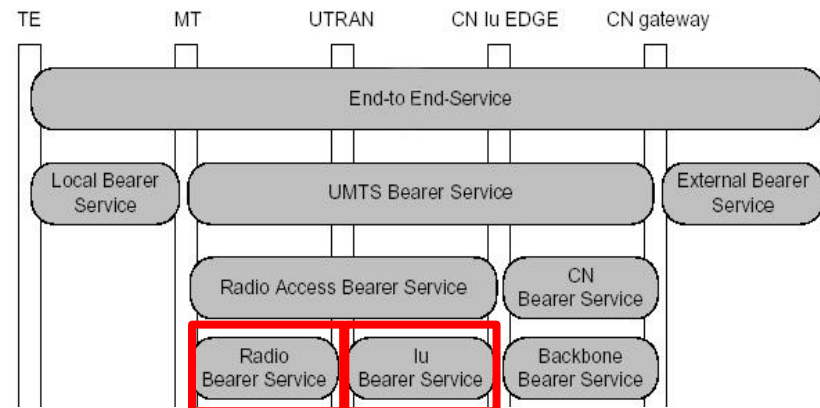 TE MT UTRAN CN Iu EDGE CN gateway
End-to End-Service
Local Bearer
Service
UMTS Bearer Service
External Bearer
Service
Radio Access Bearer Service
CN
Bearer Service
Radio
Bearer Service
Iu
Bearer Service
Backbone
Bearer Service